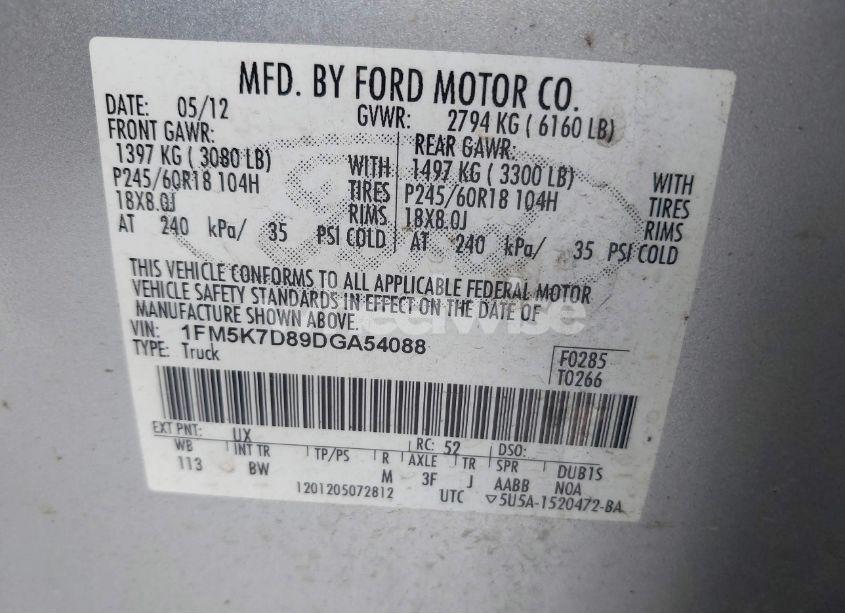 MFD. BY FORD MOTOR CO.
DATE: 05/12 GVWR: 2794 KG ( 6160 LB)
FRONT GAWR: REAR GAWR:
1397 KG ( 3080 LB) WITH 1497 KG ( 3300 LB) WITH
P245/60R18 104H TIRES P245/60R18 104H TIRES
18X8.0J RIMS 18X8.0J RIMS
AT 240 kPa/ 35 PSI COLD AT 240 kPa/ 35 PSI COLD
THIS VEHICLE CONFORMS TO ALL APPLICABLE FEDERAL MOTOR
VEHICLE SAFETY STANDARDS IN EFFECT ON THE DATE OF
MANUFACTURE SHOWN ABOVE.
VIN: 1FM5K7D89DGA54088
TYPE: Truck
F0285
T0266
EXT PNT: UX RC: 52 DSO:
WB INT TR TP/PS R AXLE TR SPR DUB1S
113 BW M 3F J AABB N0A
1201205072812 UTC ▽5U5A-1520472-BA